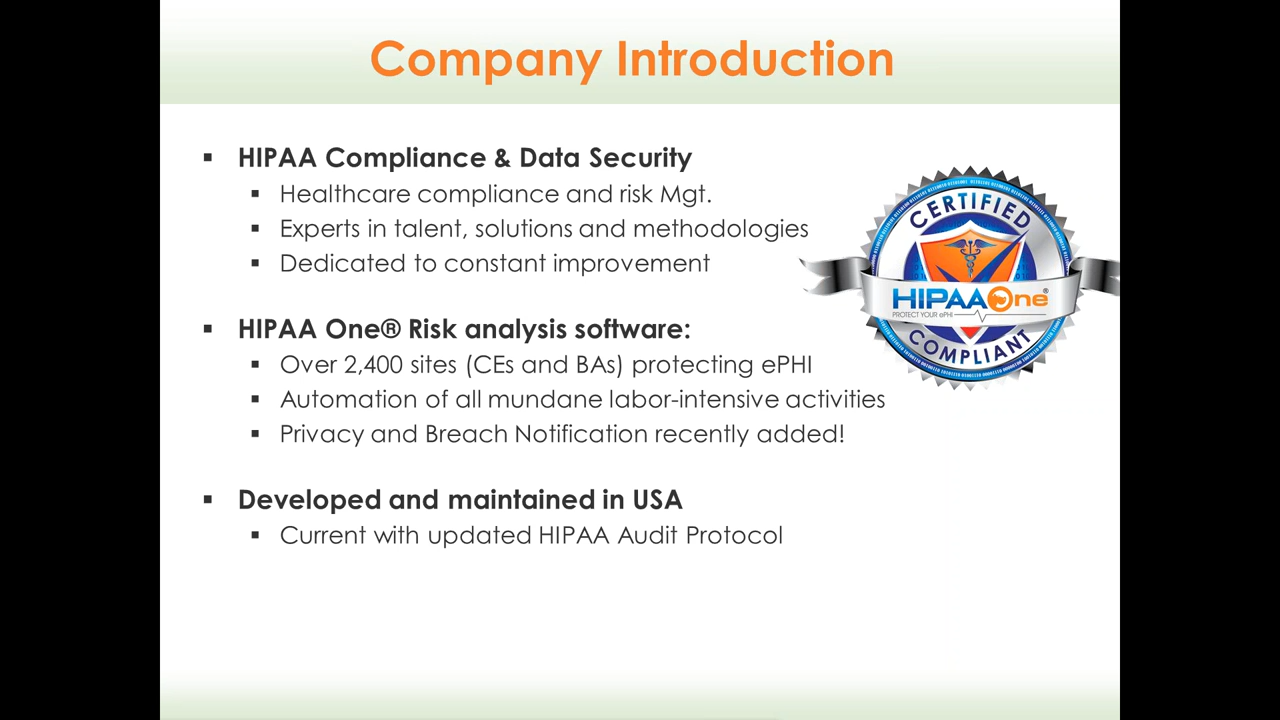 Company Introduction
▪ HIPAA Compliance & Data Security
▪ Healthcare compliance and risk Mgt.
▪ Experts in talent, solutions and methodologies
▪ Dedicated to constant improvement
CERTIFIED
HIPAAOne®
PROTECT YOUR ePHI
COMPLIANT
▪ HIPAA One® Risk analysis software:
▪ Over 2,400 sites (CEs and BAs) protecting ePHI
▪ Automation of all mundane labor-intensive activities
▪ Privacy and Breach Notification recently added!
▪ Developed and maintained in USA
▪ Current with updated HIPAA Audit Protocol